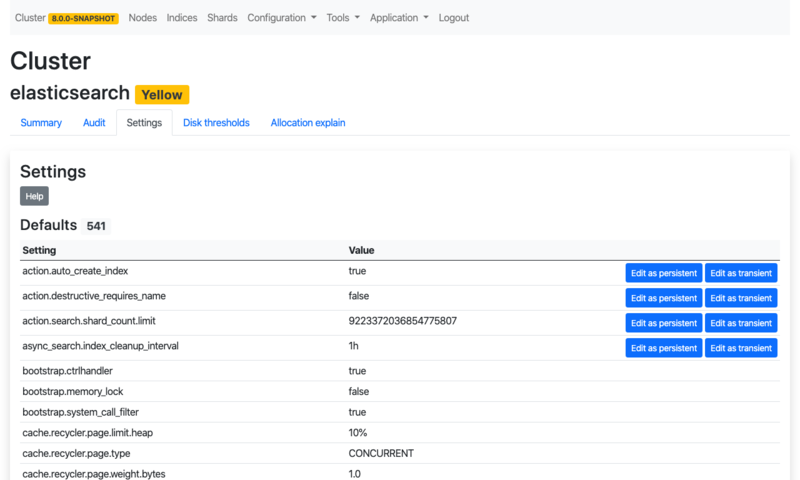 Cluster 8.0.0-SNAPSHOT Nodes Indices Shards Configuration Tools Application Logout
Cluster
elasticsearch Yellow
Summary Audit Settings Disk thresholds Allocation explain
Settings
Help
Defaults 541
Setting Value
action.auto_create_index true Edit as persistent Edit as transient
action.destructive_requires_name false Edit as persistent Edit as transient
action.search.shard_count.limit 9223372036854775807 Edit as persistent Edit as transient
async_search.index_cleanup_interval 1h Edit as persistent Edit as transient
bootstrap.ctrlhandler true
bootstrap.memory_lock false
bootstrap.system_call_filter true
cache.recycler.page.limit.heap 10%
cache.recycler.page.type CONCURRENT
cache.recycler.page.weight.bytes 1.0